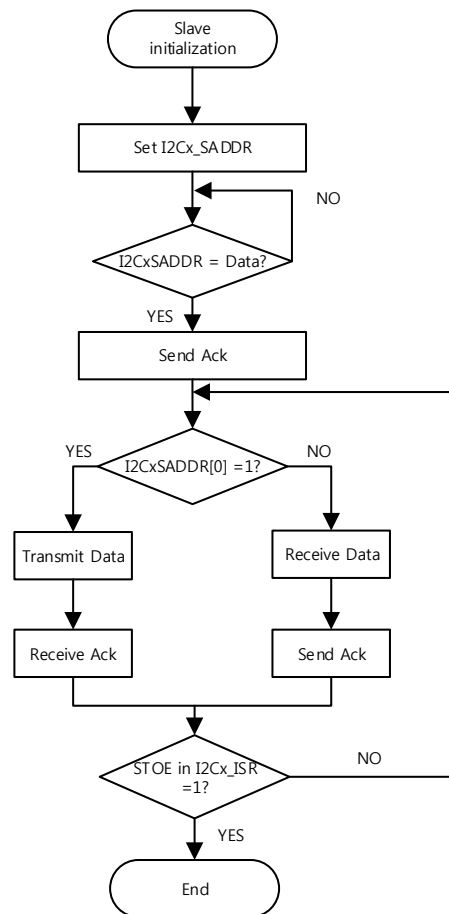 Slave
initialization
Set I2Cx_SADDR
NO
I2CxSADDR = Data?
YES
Send Ack
YES
NO
I2CxSADDR[0] =1?
Transmit Data
Receive Data
Receive Ack
Send Ack
STOE in I2Cx_ISR
=1?
NO
YES
End